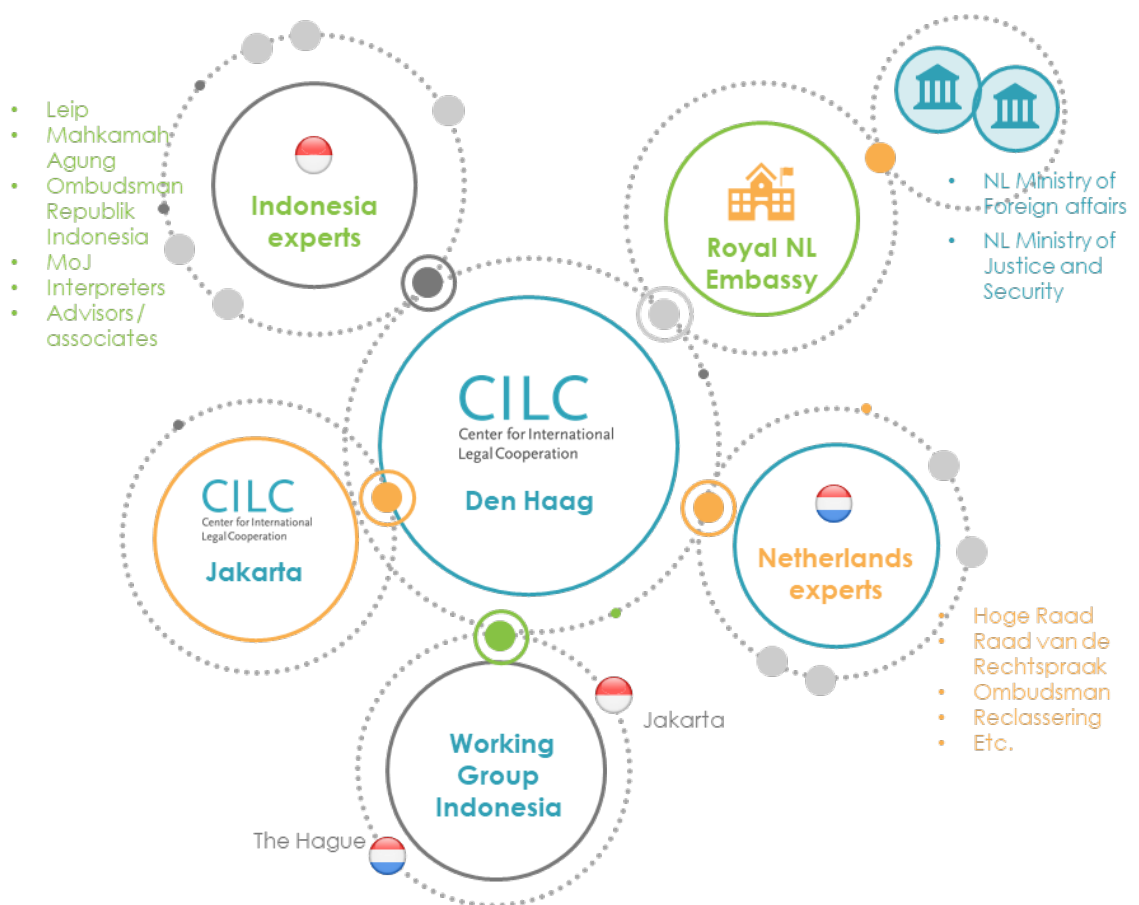 • Leip
• Mahkamah
Agung
• Ombudsman
Republik
Indonesia
• MoJ
• Interpreters
• Advisors/
associates
Indonesia
experts
Royal NL
Embassy
• NL Ministry of
Foreign affairs
• NL Ministry of
Justice and
Security
CILC
Center for International
Legal Cooperation
Den Haag
CILC
Center for International
Legal Cooperation
Jakarta
Netherlands
experts
• Hoge Raad
• Raad van de
Rechtspraak
• Ombudsman
• Reclassering
• Etc.
Working
Group
Indonesia
Jakarta
The Hague